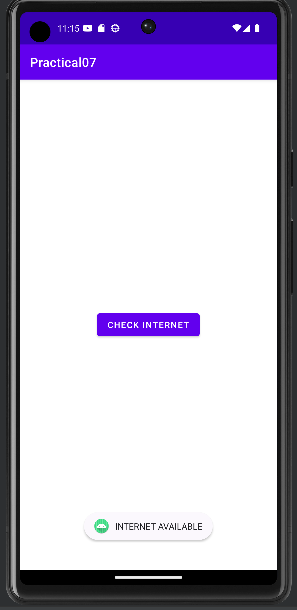 11:15
Practical07
CHECK INTERNET
INTERNET AVAILABLE